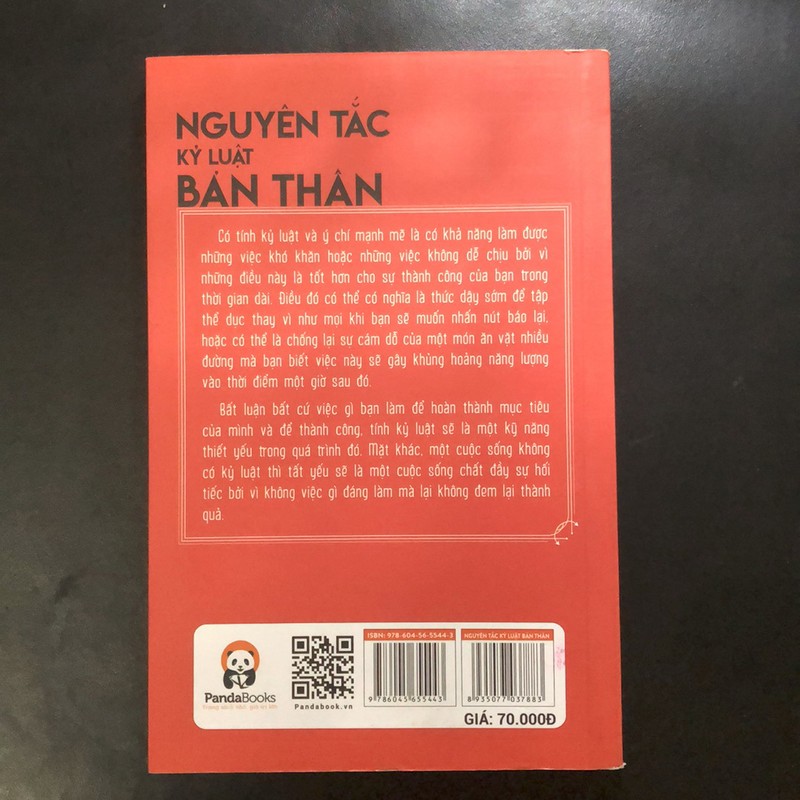 NGUYÊN TẮC
KỶ LUẬT
BẢN THÂN
Có tính kỷ luật và ý chí mạnh mẽ là có khả năng làm được
những việc khó khăn hoặc những việc không dễ chịu bởi vì
những điều này là tốt hơn cho sự thành công của bạn trong
thời gian dài. Điều đó có thể có nghĩa là thức dậy sớm để tập
thể dục thay vì như mọi khi bạn sẽ muốn nhấn nút báo lại,
hoặc có thể là chống lại sự cám dỗ của một món ăn vặt nhiều
đường mà bạn biết việc này sẽ gây khủng hoảng năng lượng
vào thời điểm một giờ sau đó.
Bất luận bất cứ việc gì bạn làm để hoàn thành mục tiêu
của mình và để thành công, tính kỷ luật sẽ là một kỹ năng
thiết yếu trong quá trình đó. Mặt khác, một cuộc sống không
có kỷ luật thì tất yếu sẽ là một cuộc sống chất đầy sự hối
tiếc bởi vì không việc gì đáng làm mà lại không đem lại thành
quả.
ISBN: 978-604-56-5544-3
NGUYÊN TẮC KỶ LUẬT BẢN THÂN
PandaBooks
Pandabook.vn
9 786045 655443
8 935077 037883
GIÁ: 70.000Đ